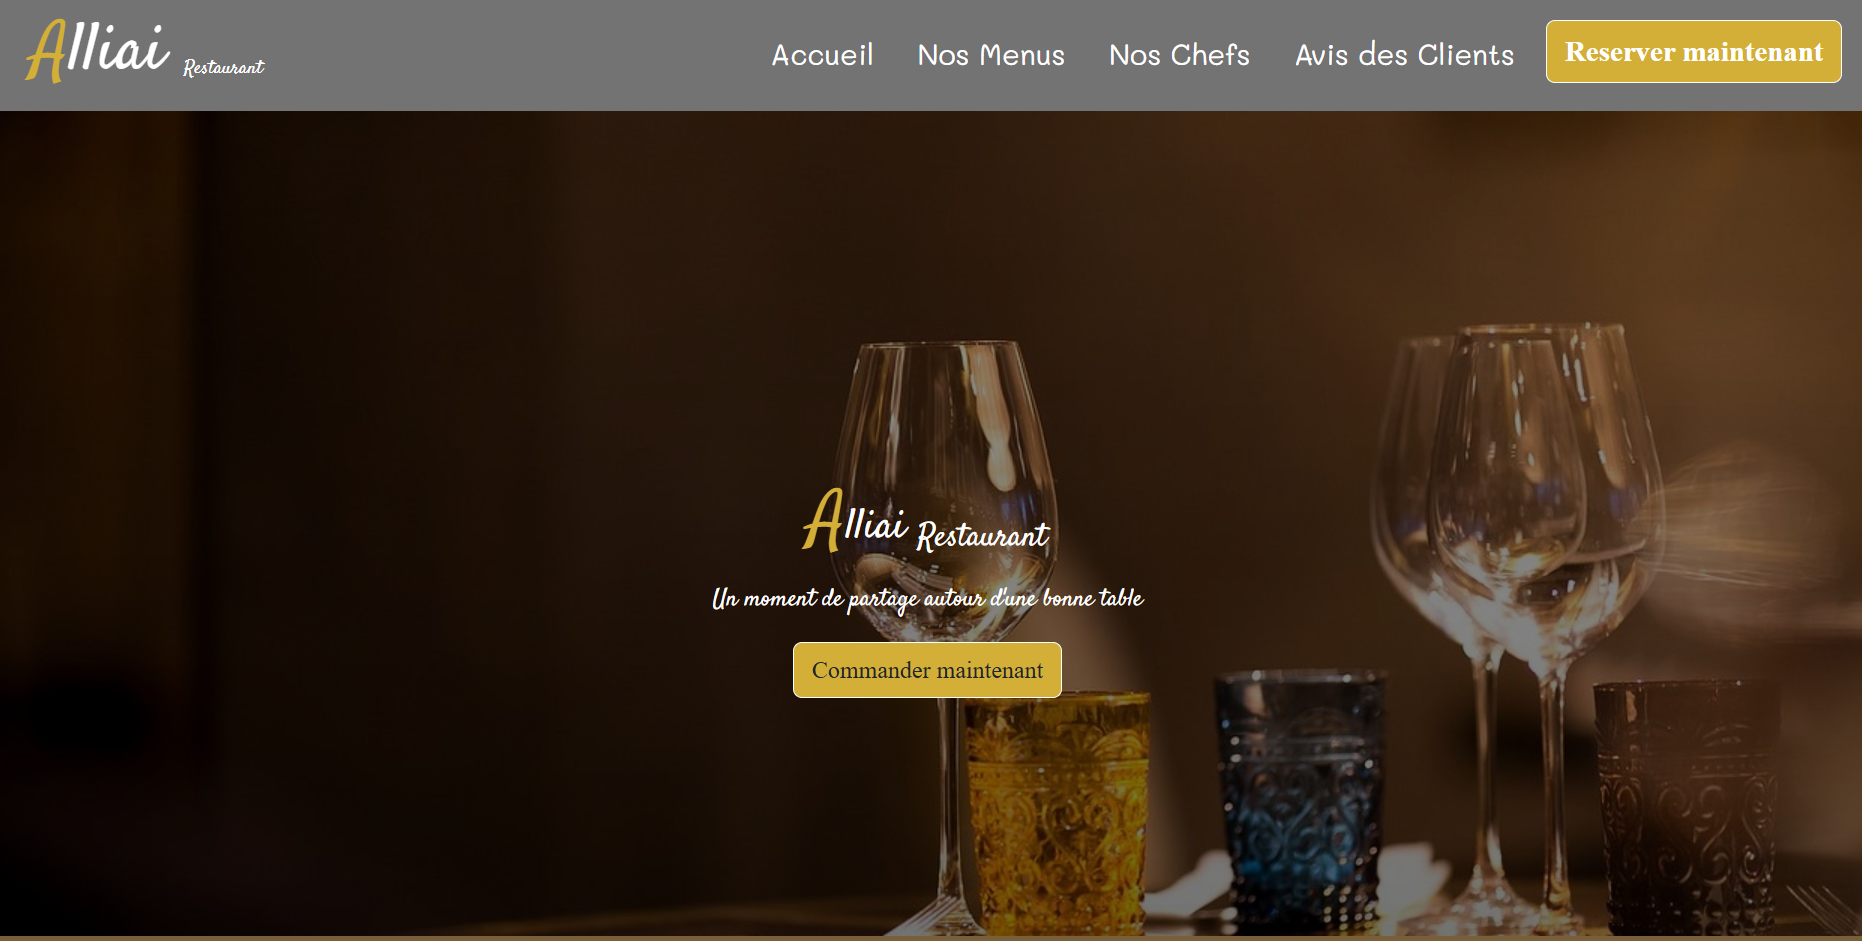 Alliai Restaurant
Accueil Nos Menus Nos Chefs Avis des Clients Reserver maintenant
Alliai Restaurant
Un moment de partage autour d'une bonne table
Commander maintenant